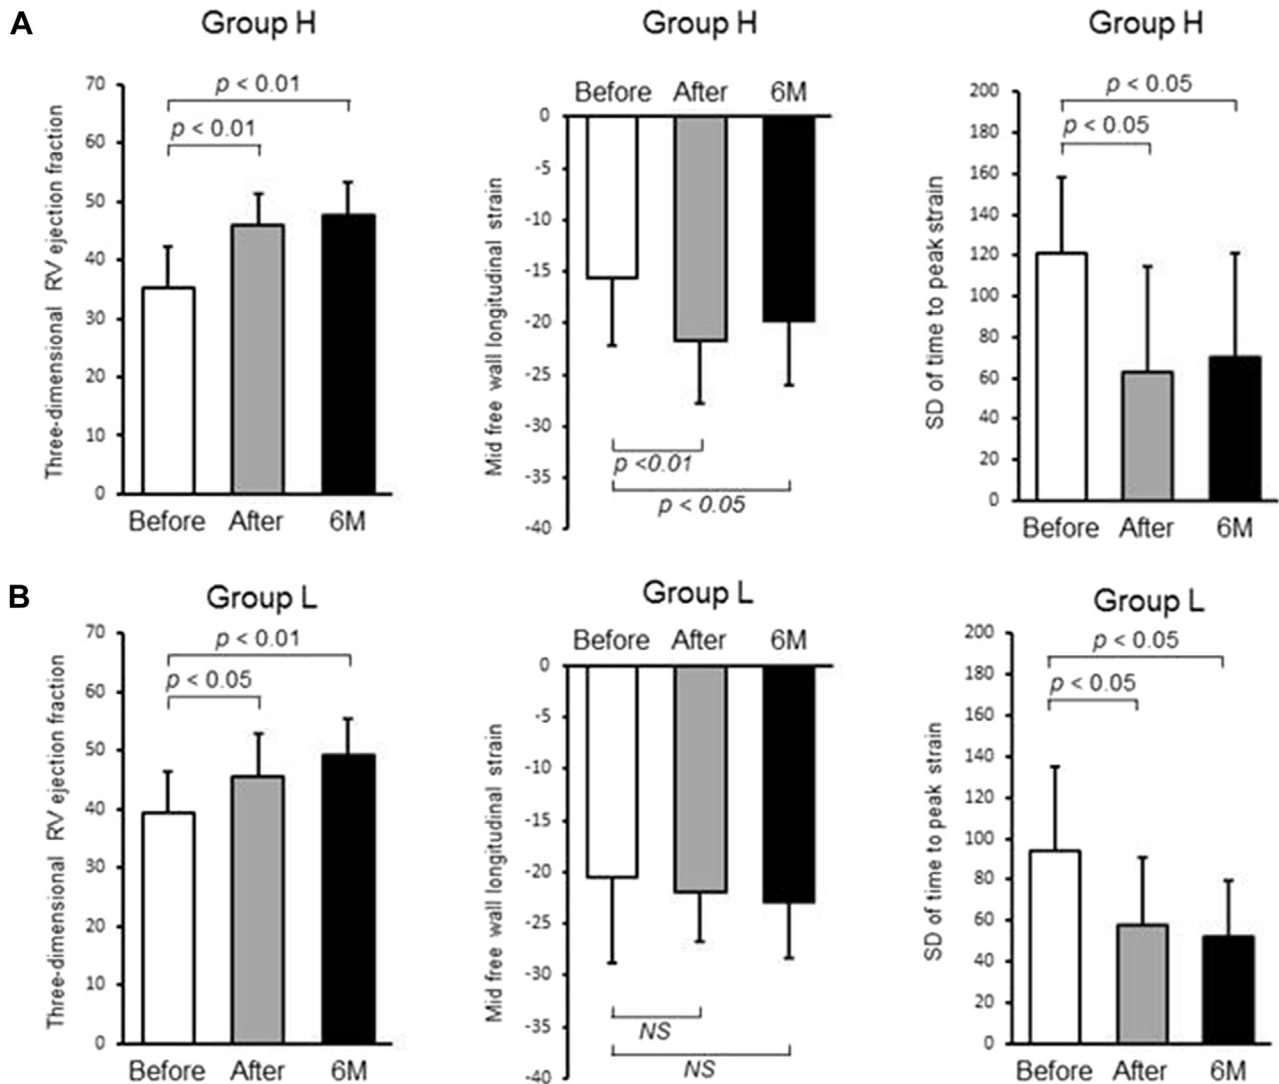 A
Group H
Three-dimensional RV ejection fraction
70
60
50
40
30
20
10
0
p < 0.01
p < 0.01
Before After 6M
Group H
Before After 6M
Mid free wall longitudinal strain
0
-5
-10
-15
-20
-25
-30
-35
-40
p <0.01
p < 0.05
Group H
SD of time to peak strain
200
180
160
140
120
100
80
60
40
20
0
p < 0.05
p < 0.05
Before After 6M
B
Group L
Three-dimensional RV ejection fraction
70
60
50
40
30
20
10
0
p < 0.01
p < 0.05
Before After 6M
Group L
Before After 6M
Mid free wall longitudinal strain
0
-5
-10
-15
-20
-25
-30
-35
-40
NS
NS
Group L
SD of time to peak strain
200
180
160
140
120
100
80
60
40
20
0
p < 0.05
p < 0.05
Before After 6M